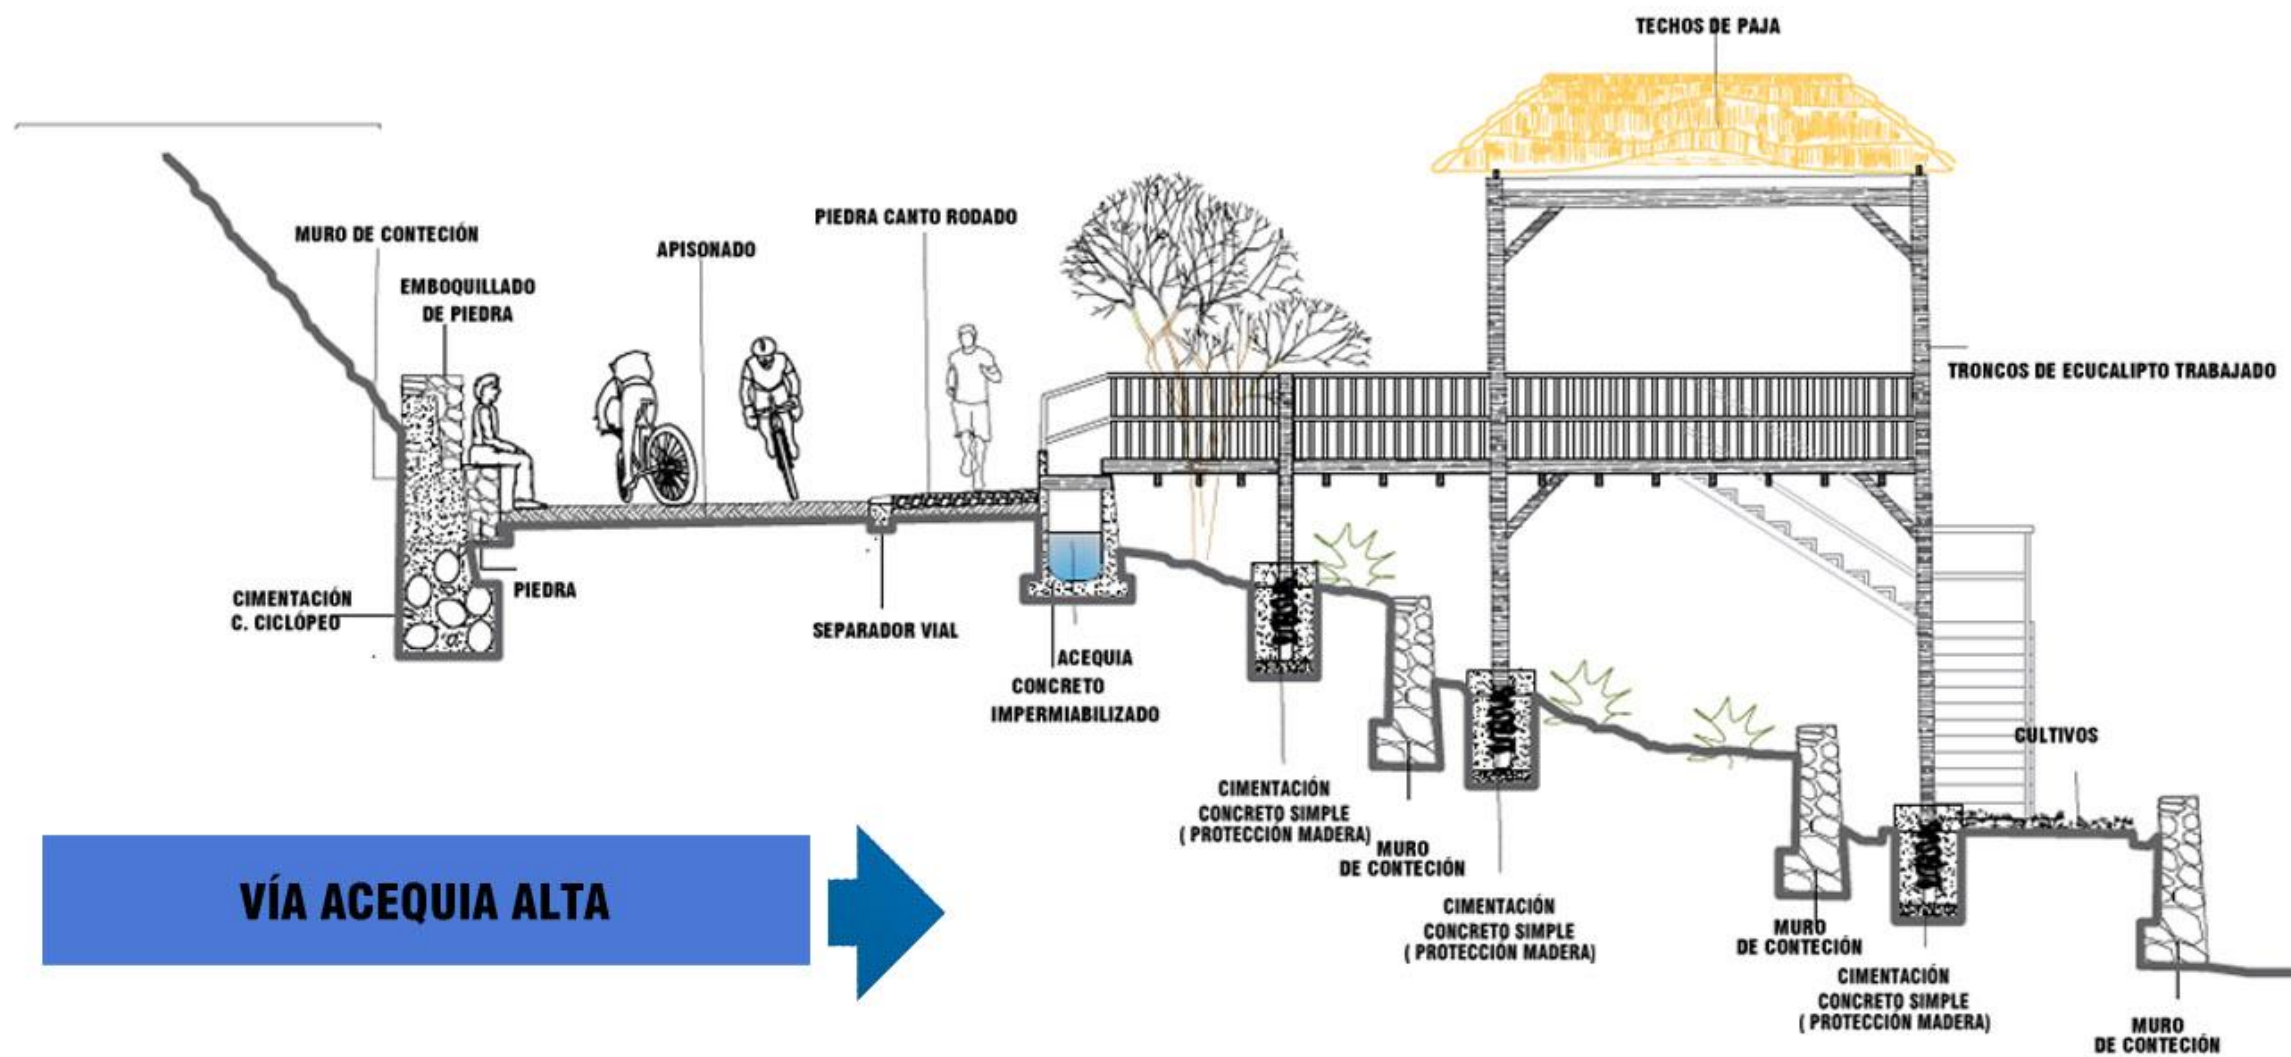 TECHOS DE PAJA
MURO DE CONTECIÓN
EMBOQUILLADO
DE PIEDRA
APISONADO
PIEDRA CANTO RODADO
TRONCOS DE ECUCALIPTO TRABAJADO
CIMENTACIÓN
C. CICLÓPEO
PIEDRA
SEPARADOR VIAL
ACEQUIA
CONCRETO
IMPERMIABILIZADO
CIMENTACIÓN
CONCRETO SIMPLE
( PROTECCIÓN MADERA)
MURO
DE CONTECIÓN
CIMENTACIÓN
CONCRETO SIMPLE
( PROTECCIÓN MADERA)
CULTIVOS
MURO
DE CONTECIÓN
CIMENTACIÓN
CONCRETO SIMPLE
( PROTECCIÓN MADERA)
MURO
DE CONTECIÓN
VÍA ACEQUIA ALTA